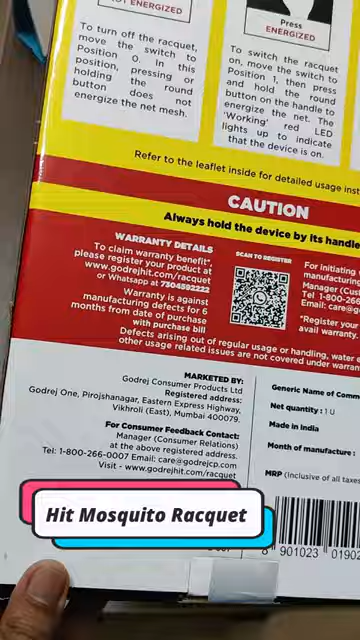 NOT ENERGIZED
Press
ENERGIZED
To turn off the racquet,
move the switch to
Position 0. In this
position, pressing or
holding the round
button does not
energize the net mesh.
To switch the racquet
on, move the switch to
Position 1, then press
and hold the round
button on the handle to
energize the net. The
'Working' red LED
lights up to indicate
that the device is on.
Refer to the leaflet inside for detailed usage inst
CAUTION
Always hold the device by its handle
WARRANTY DETAILS
To claim warranty benefit*,
please register your product at
www.godrejhit.com/racquet
or Whatsapp at 7304592222
Warranty is against
manufacturing defects for 6
months from date of purchase
with purchase bill
SCAN TO REGISTER
For initiating
manufacturing
Manager (Cust
Tel: 1-800-266
Email: care@go
*Register your
avail warranty.
Defects arising out of regular usage or handling, water
other usage related issues are not covered under warran
MARKETED BY:
Godrej Consumer Products Ltd
Registered address:
Godrej One, Pirojshanagar, Eastern Express Highway,
Vikhroli (East), Mumbai 400079.
For Consumer Feedback Contact:
Manager (Consumer Relations)
at the above registered address.
Tel: 1-800-266-0007 Email: care@godrejcp.com
Visit - www.godrejhit.com/racquet
Generic Name of Comm
Net quantity : 1 U
Made in India
Month of manufacture :
MRP (Inclusive of all taxes
Hit Mosquito Racquet
8 901023 01902